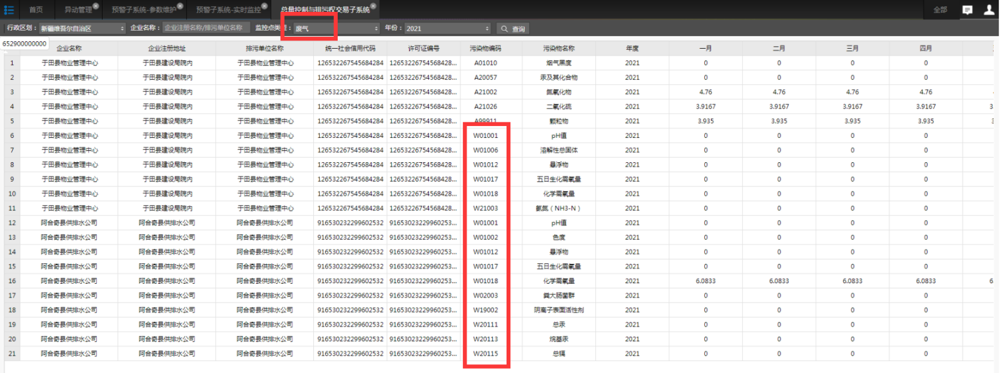 首页 异动管理 预警子系统-参数维护 预警子系统-实时监控 总量控制与排污权交易子系统 全部
行政区划： 新疆维吾尔自治区 企业名称： 企业注册名称/排污单位名称 监控点类型： 废气 年份： 2021 查询
652900000000
企业名称 企业注册地址 排污单位名称 统一社会信用代码 许可证编号 污染物编码 污染物名称 年度 一月 二月 三月 四月
1 于田县物业管理中心 于田县建设局院内 于田县物业管理中心 126532267545684284 12653226754568428... A01010 烟气黑度 2021 0 0 0 0
2 于田县物业管理中心 于田县建设局院内 于田县物业管理中心 126532267545684284 12653226754568428... A20057 汞及其化合物 2021 0 0 0 0
3 于田县物业管理中心 于田县建设局院内 于田县物业管理中心 126532267545684284 12653226754568428... A21002 氮氧化物 2021 4.76 4.76 4.76 4.76
4 于田县物业管理中心 于田县建设局院内 于田县物业管理中心 126532267545684284 12653226754568428... A21026 二氧化硫 2021 3.9167 3.9167 3.9167 3.9167 3.
5 于田县物业管理中心 于田县建设局院内 于田县物业管理中心 126532267545684284 12653226754568428... A99911 颗粒物 2021 3.935 3.935 3.935 3.935
6 于田县物业管理中心 于田县建设局院内 于田县物业管理中心 126532267545684284 12653226754568428... W01001 pH值 2021 0 0 0 0
7 于田县物业管理中心 于田县建设局院内 于田县物业管理中心 126532267545684284 12653226754568428... W01006 溶解性总固体 2021 0 0 0 0
8 于田县物业管理中心 于田县建设局院内 于田县物业管理中心 126532267545684284 12653226754568428... W01012 悬浮物 2021 0 0 0 0
9 于田县物业管理中心 于田县建设局院内 于田县物业管理中心 126532267545684284 12653226754568428... W01017 五日生化需氧量 2021 0 0 0 0
10 于田县物业管理中心 于田县建设局院内 于田县物业管理中心 126532267545684284 12653226754568428... W01018 化学需氧量 2021 0 0 0 0
11 于田县物业管理中心 于田县建设局院内 于田县物业管理中心 126532267545684284 12653226754568428... W21003 氨氮（NH3-N） 2021 0 0 0 0
12 阿合奇县供排水公司 阿合奇县供排水公司 阿合奇县供排水公司 916530232299602532 91653023229960253... W01001 pH值 2021 0 0 0 0
13 阿合奇县供排水公司 阿合奇县供排水公司 阿合奇县供排水公司 916530232299602532 91653023229960253... W01002 色度 2021 0 0 0 0
14 阿合奇县供排水公司 阿合奇县供排水公司 阿合奇县供排水公司 916530232299602532 91653023229960253... W01012 悬浮物 2021 0 0 0 0
15 阿合奇县供排水公司 阿合奇县供排水公司 阿合奇县供排水公司 916530232299602532 91653023229960253... W01017 五日生化需氧量 2021 0 0 0 0
16 阿合奇县供排水公司 阿合奇县供排水公司 阿合奇县供排水公司 916530232299602532 91653023229960253... W01018 化学需氧量 2021 6.0833 6.0833 6.0833 6.0833 6
17 阿合奇县供排水公司 阿合奇县供排水公司 阿合奇县供排水公司 916530232299602532 91653023229960253... W02003 粪大肠菌群 2021 0 0 0 0
18 阿合奇县供排水公司 阿合奇县供排水公司 阿合奇县供排水公司 916530232299602532 91653023229960253... W19002 阴离子表面活性剂 2021 0 0 0 0
19 阿合奇县供排水公司 阿合奇县供排水公司 阿合奇县供排水公司 916530232299602532 91653023229960253... W20111 总汞 2021 0 0 0 0
20 阿合奇县供排水公司 阿合奇县供排水公司 阿合奇县供排水公司 916530232299602532 91653023229960253... W20113 烷基汞 2021 0 0 0 0
21 阿合奇县供排水公司 阿合奇县供排水公司 阿合奇县供排水公司 916530232299602532 91653023229960253... W20115 总镉 2021 0 0 0 0